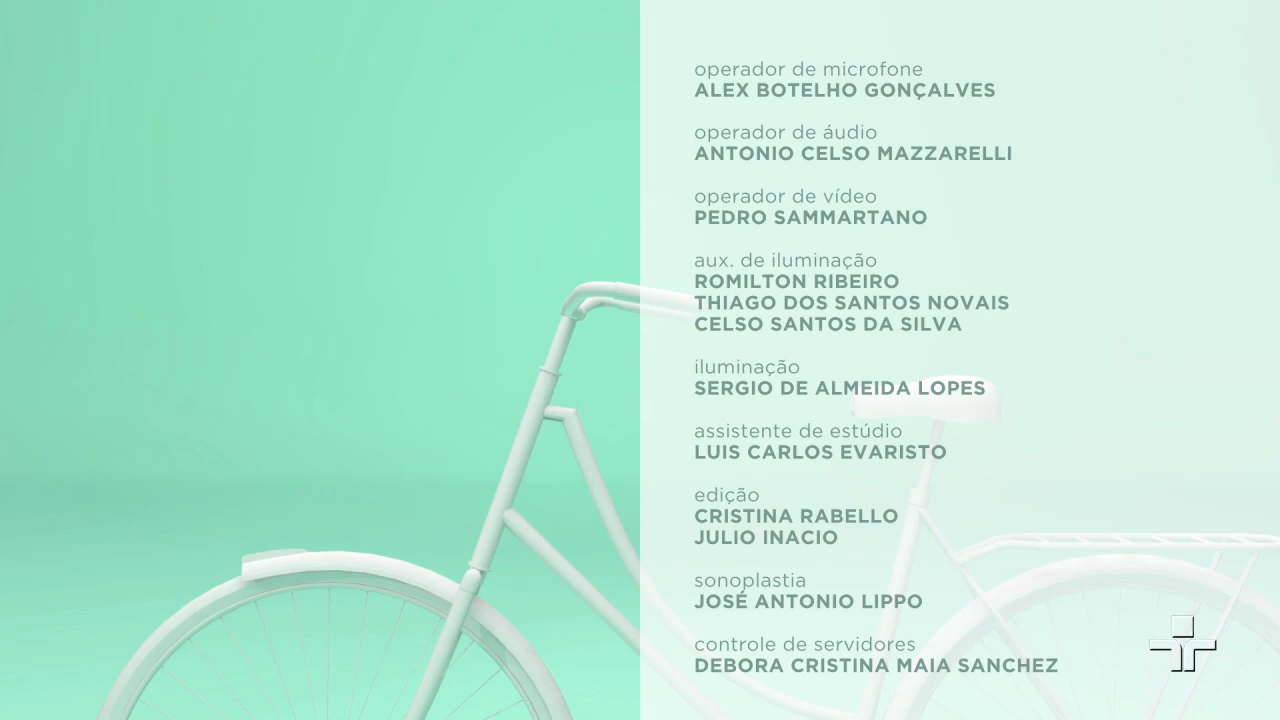 operador de microfone
ALEX BOTELHO GONÇALVES
operador de áudio
ANTONIO CELSO MAZZARELLI
operador de vídeo
PEDRO SAMMARTANO
aux. de iluminação
ROMILTON RIBEIRO
THIAGO DOS SANTOS NOVAIS
CELSO SANTOS DA SILVA
iluminação
SERGIO DE ALMEIDA LOPES
assistente de estúdio
LUIS CARLOS EVARISTO
edição
CRISTINA RABELLO
JULIO INACIO
sonoplastia
JOSÉ ANTONIO LIPPO
controle de servidores
DEBORA CRISTINA MAIA SANCHEZ